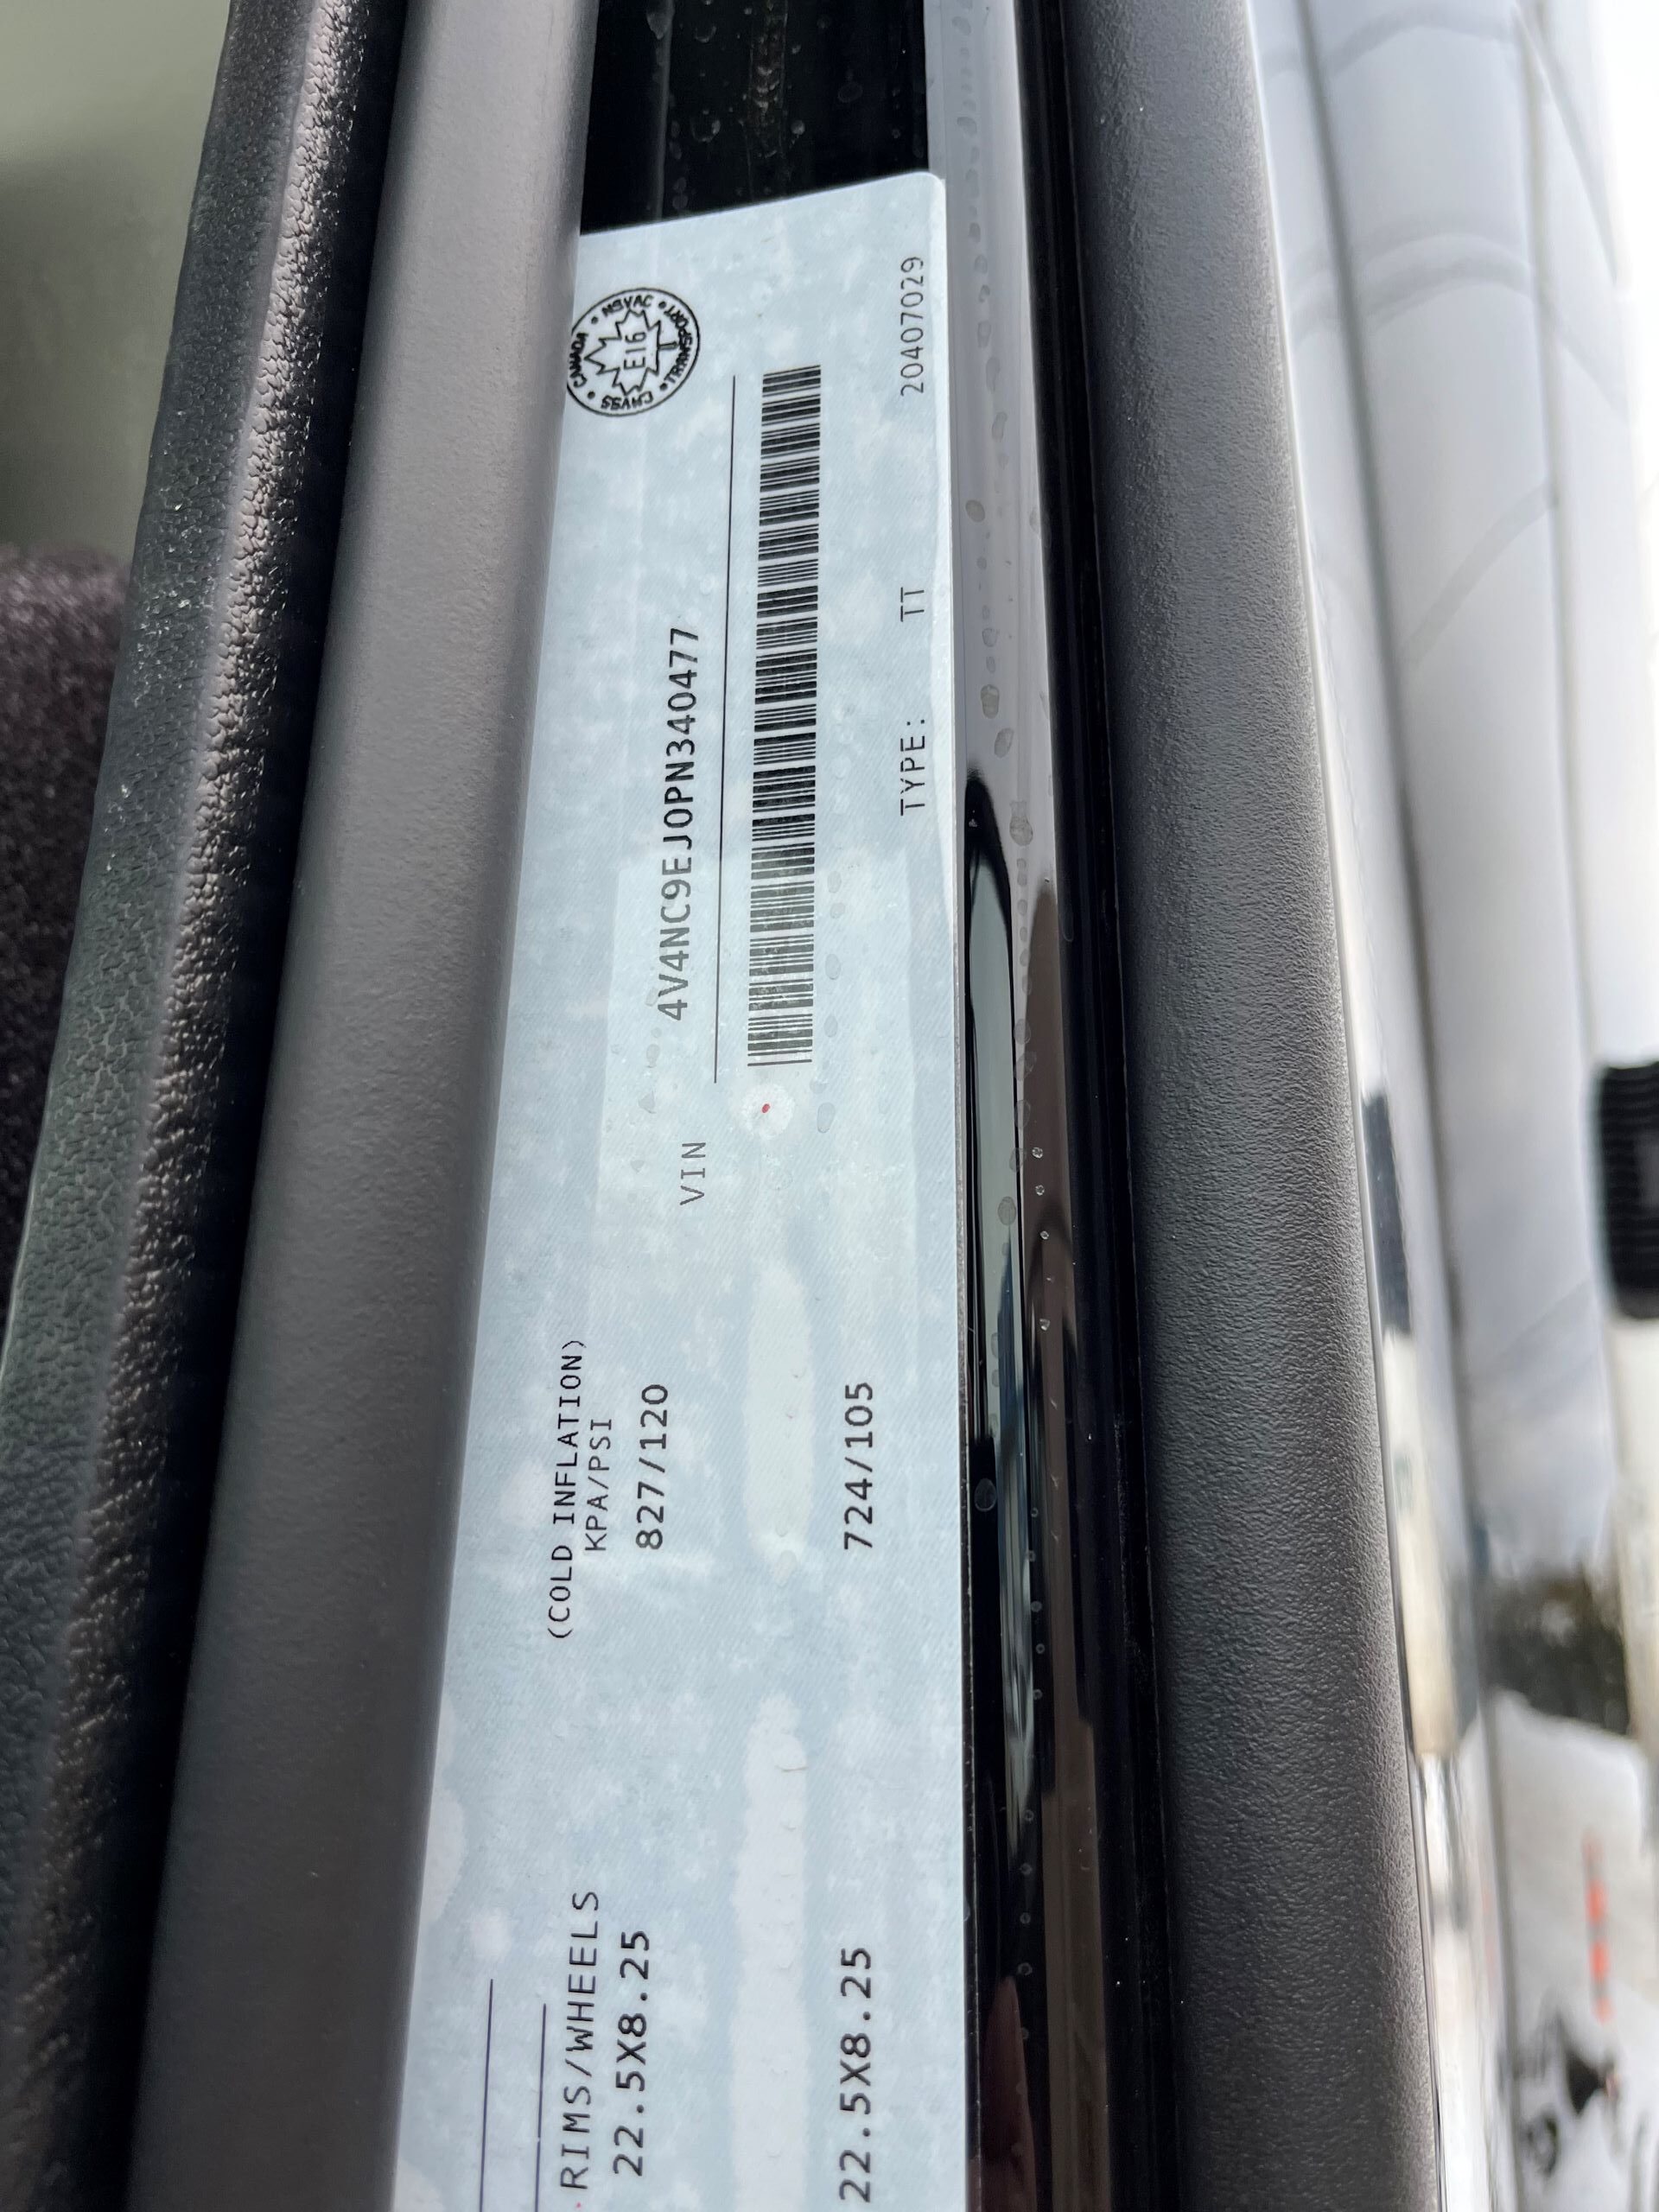 (COLD INFLATION)
RIMS/WHEELS KPA/PSI
22.5X8.25 827/120
VIN 4V4NC9EJ0PN340477
22.5X8.25 724/105
TYPE: TT 20407029
CANADA • NSVAC • TRANSPORT • CMVSS •
E16